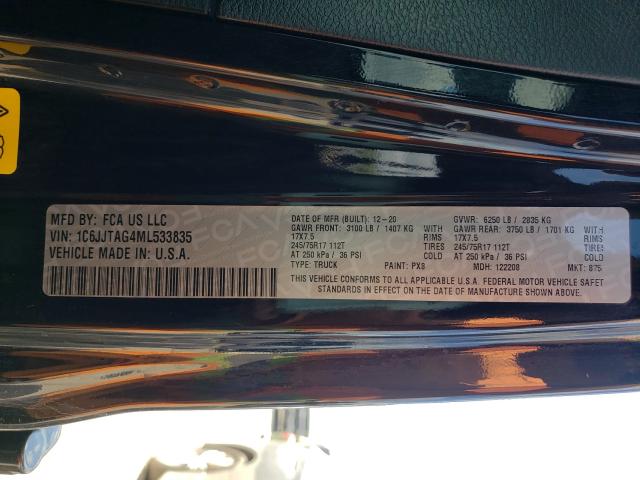 MFD BY: FCA US LLC
VIN: 1C6JJTAG4ML533835
VEHICLE MADE IN: U.S.A.
DATE OF MFR (BUILT): 12-20 GVWR: 6250 LB / 2835 KG
GAWR FRONT: 3100 LB / 1407 KG GAWR REAR: 3750 LB / 1701 KG
17X7.5 RIMS 17X7.5 RIMS
245/75R17 112T TIRES 245/75R17 112T TIRES
AT 250 kPa / 36 PSI COLD AT 250 kPa / 36 PSI COLD
TYPE: TRUCK PAINT: PX8 MDH: 122208 MKT: 875
THIS VEHICLE CONFORMS TO ALL APPLICABLE U.S.A. FEDERAL MOTOR VEHICLE SAFETY
STANDARDS IN EFFECT ON THE DATE OF MANUFACTURE SHOWN ABOVE.